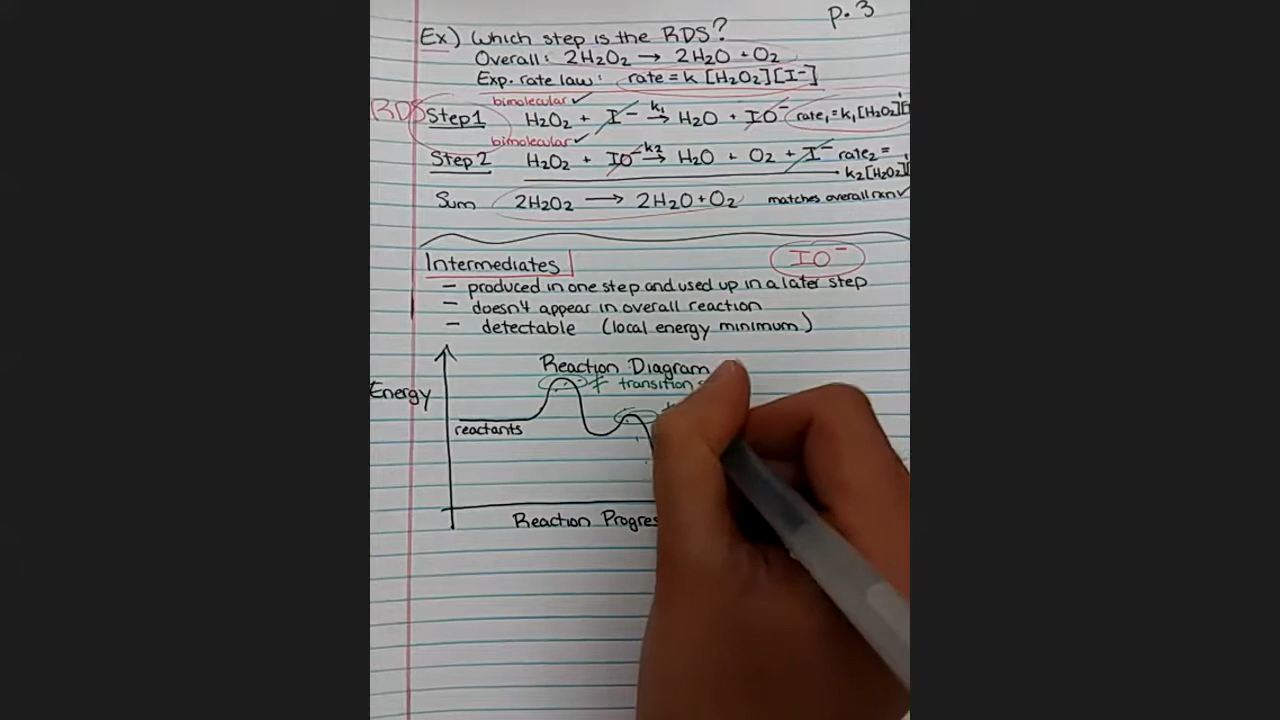 p. 3
Ex) Which step is the RDS?
Overall: 2H₂O₂ → 2H₂O + O₂
Exp. rate law: rate = k [H₂O₂][I⁻]
bimolecular ✓
RDS Step 1 H₂O₂ + I⁻ →k₁ H₂O + IO⁻ rate₁ = k₁[H₂O₂]¹[
bimolecular ✓
Step 2 H₂O₂ + IO⁻ →k₂ H₂O + O₂ + I⁻ rate₂ =
k₂[H₂O₂]¹[
Sum 2H₂O₂ → 2H₂O + O₂ matches overall rxn ✓
Intermediates IO⁻
- produced in one step and used up in a later step
- doesn't appear in overall reaction
- detectable (local energy minimum)
Reaction Diagram
‡ transition
Energy
reactants
Reaction Progres